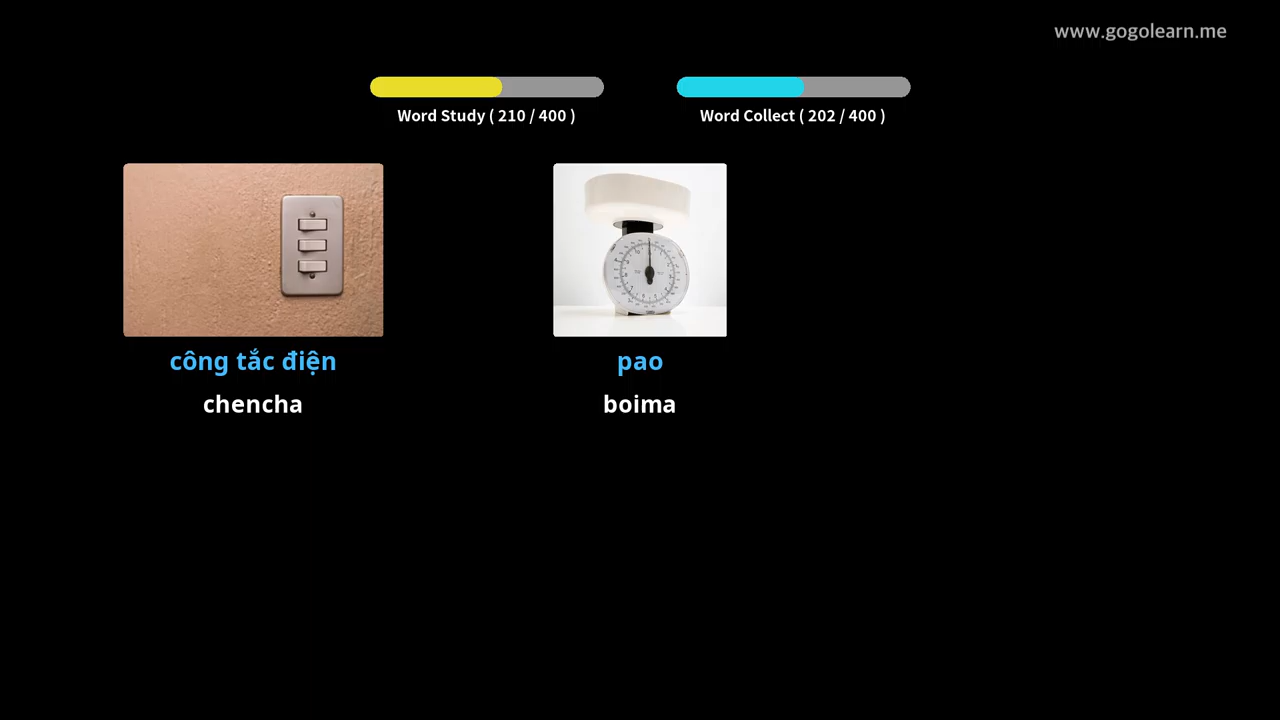 www.gogolearn.me
Word Study ( 210 / 400 )
Word Collect ( 202 / 400 )
công tắc điện
pao
chencha
boima